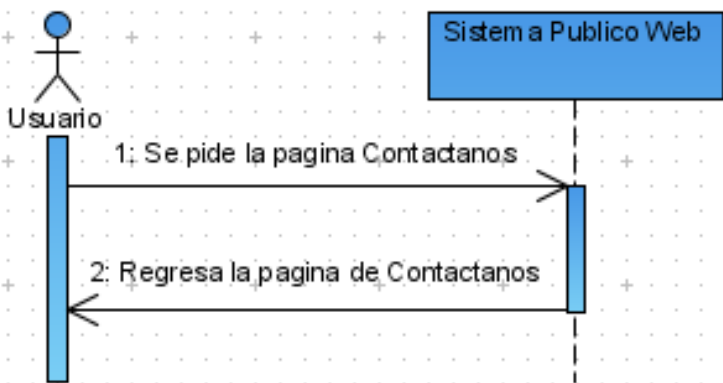 Sistema Publico Web
Usuario
1: Se pide la pagina Contactanos
2: Regresa la pagina de Contactanos